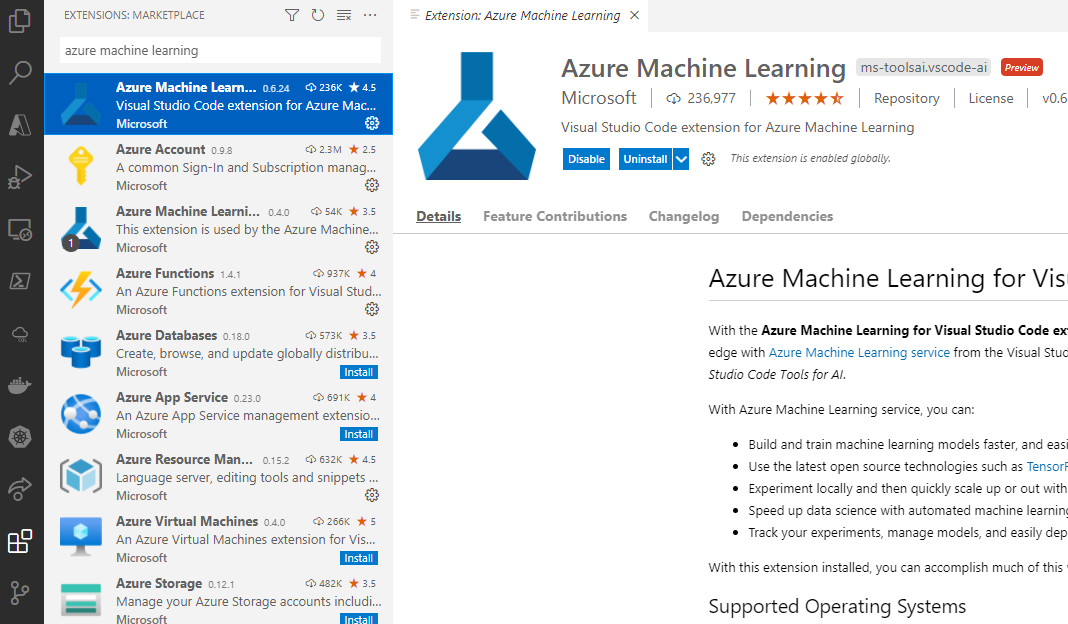 EXTENSIONS: MARKETPLACE
azure machine learning
Azure Machine Learn... 0.6.24 236K ★ 4.5
Visual Studio Code extension for Azure Mac...
Microsoft
Azure Account 0.9.8 2.3M ★ 2.5
A common Sign-In and Subscription manag...
Microsoft
Azure Machine Learni... 0.4.0 54K ★ 3.5
This extension is used by the Azure Machine...
1
Microsoft
Azure Functions 1.4.1 937K ★ 4
An Azure Functions extension for Visual Stud...
Microsoft
Azure Databases 0.18.0 573K ★ 3.5
Create, browse, and update globally distribu...
Microsoft Install
Azure App Service 0.23.0 691K ★ 4
An Azure App Service management extensio...
Microsoft Install
Azure Resource Man... 0.15.2 632K ★ 4.5
Language server, editing tools and snippets ...
Microsoft
Azure Virtual Machines 0.4.0 266K ★ 5
An Azure Virtual Machines extension for Vis...
Microsoft Install
Azure Storage 0.12.1 482K ★ 3.5
Manage your Azure Storage accounts includi...
Microsoft Install
Extension: Azure Machine Learning
Azure Machine Learning ms-toolsai.vscode-ai Preview
Microsoft 236,977 Repository License v0.6
Visual Studio Code extension for Azure Machine Learning
Disable Uninstall This extension is enabled globally.
Details Feature Contributions Changelog Dependencies
Azure Machine Learning for Vis
With the Azure Machine Learning for Visual Studio Code ex
edge with Azure Machine Learning service from the Visual Stud
Studio Code Tools for AI.
With Azure Machine Learning service, you can:
• Build and train machine learning models faster, and easi
• Use the latest open source technologies such as TensorF
• Experiment locally and then quickly scale up or out with
• Speed up data science with automated machine learning
• Track your experiments, manage models, and easily dep
With this extension installed, you can accomplish much of this
Supported Operating Systems